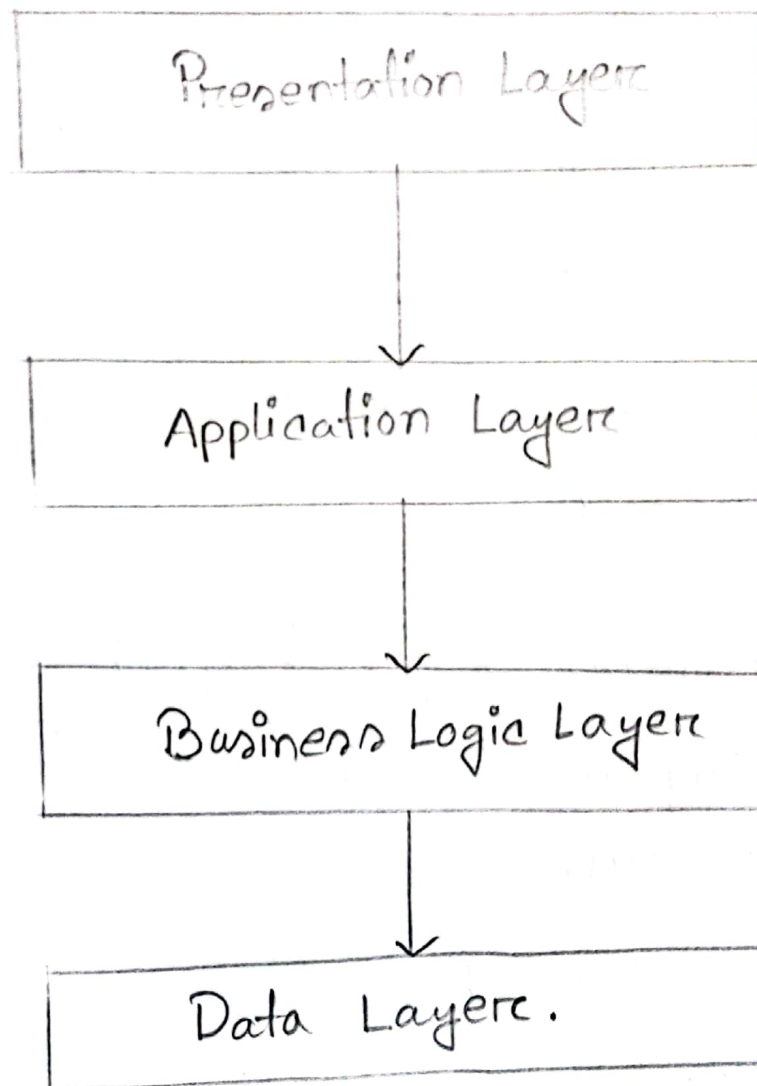 Presentation Layer
Application Layer
Business Logic Layer
Data Layer.